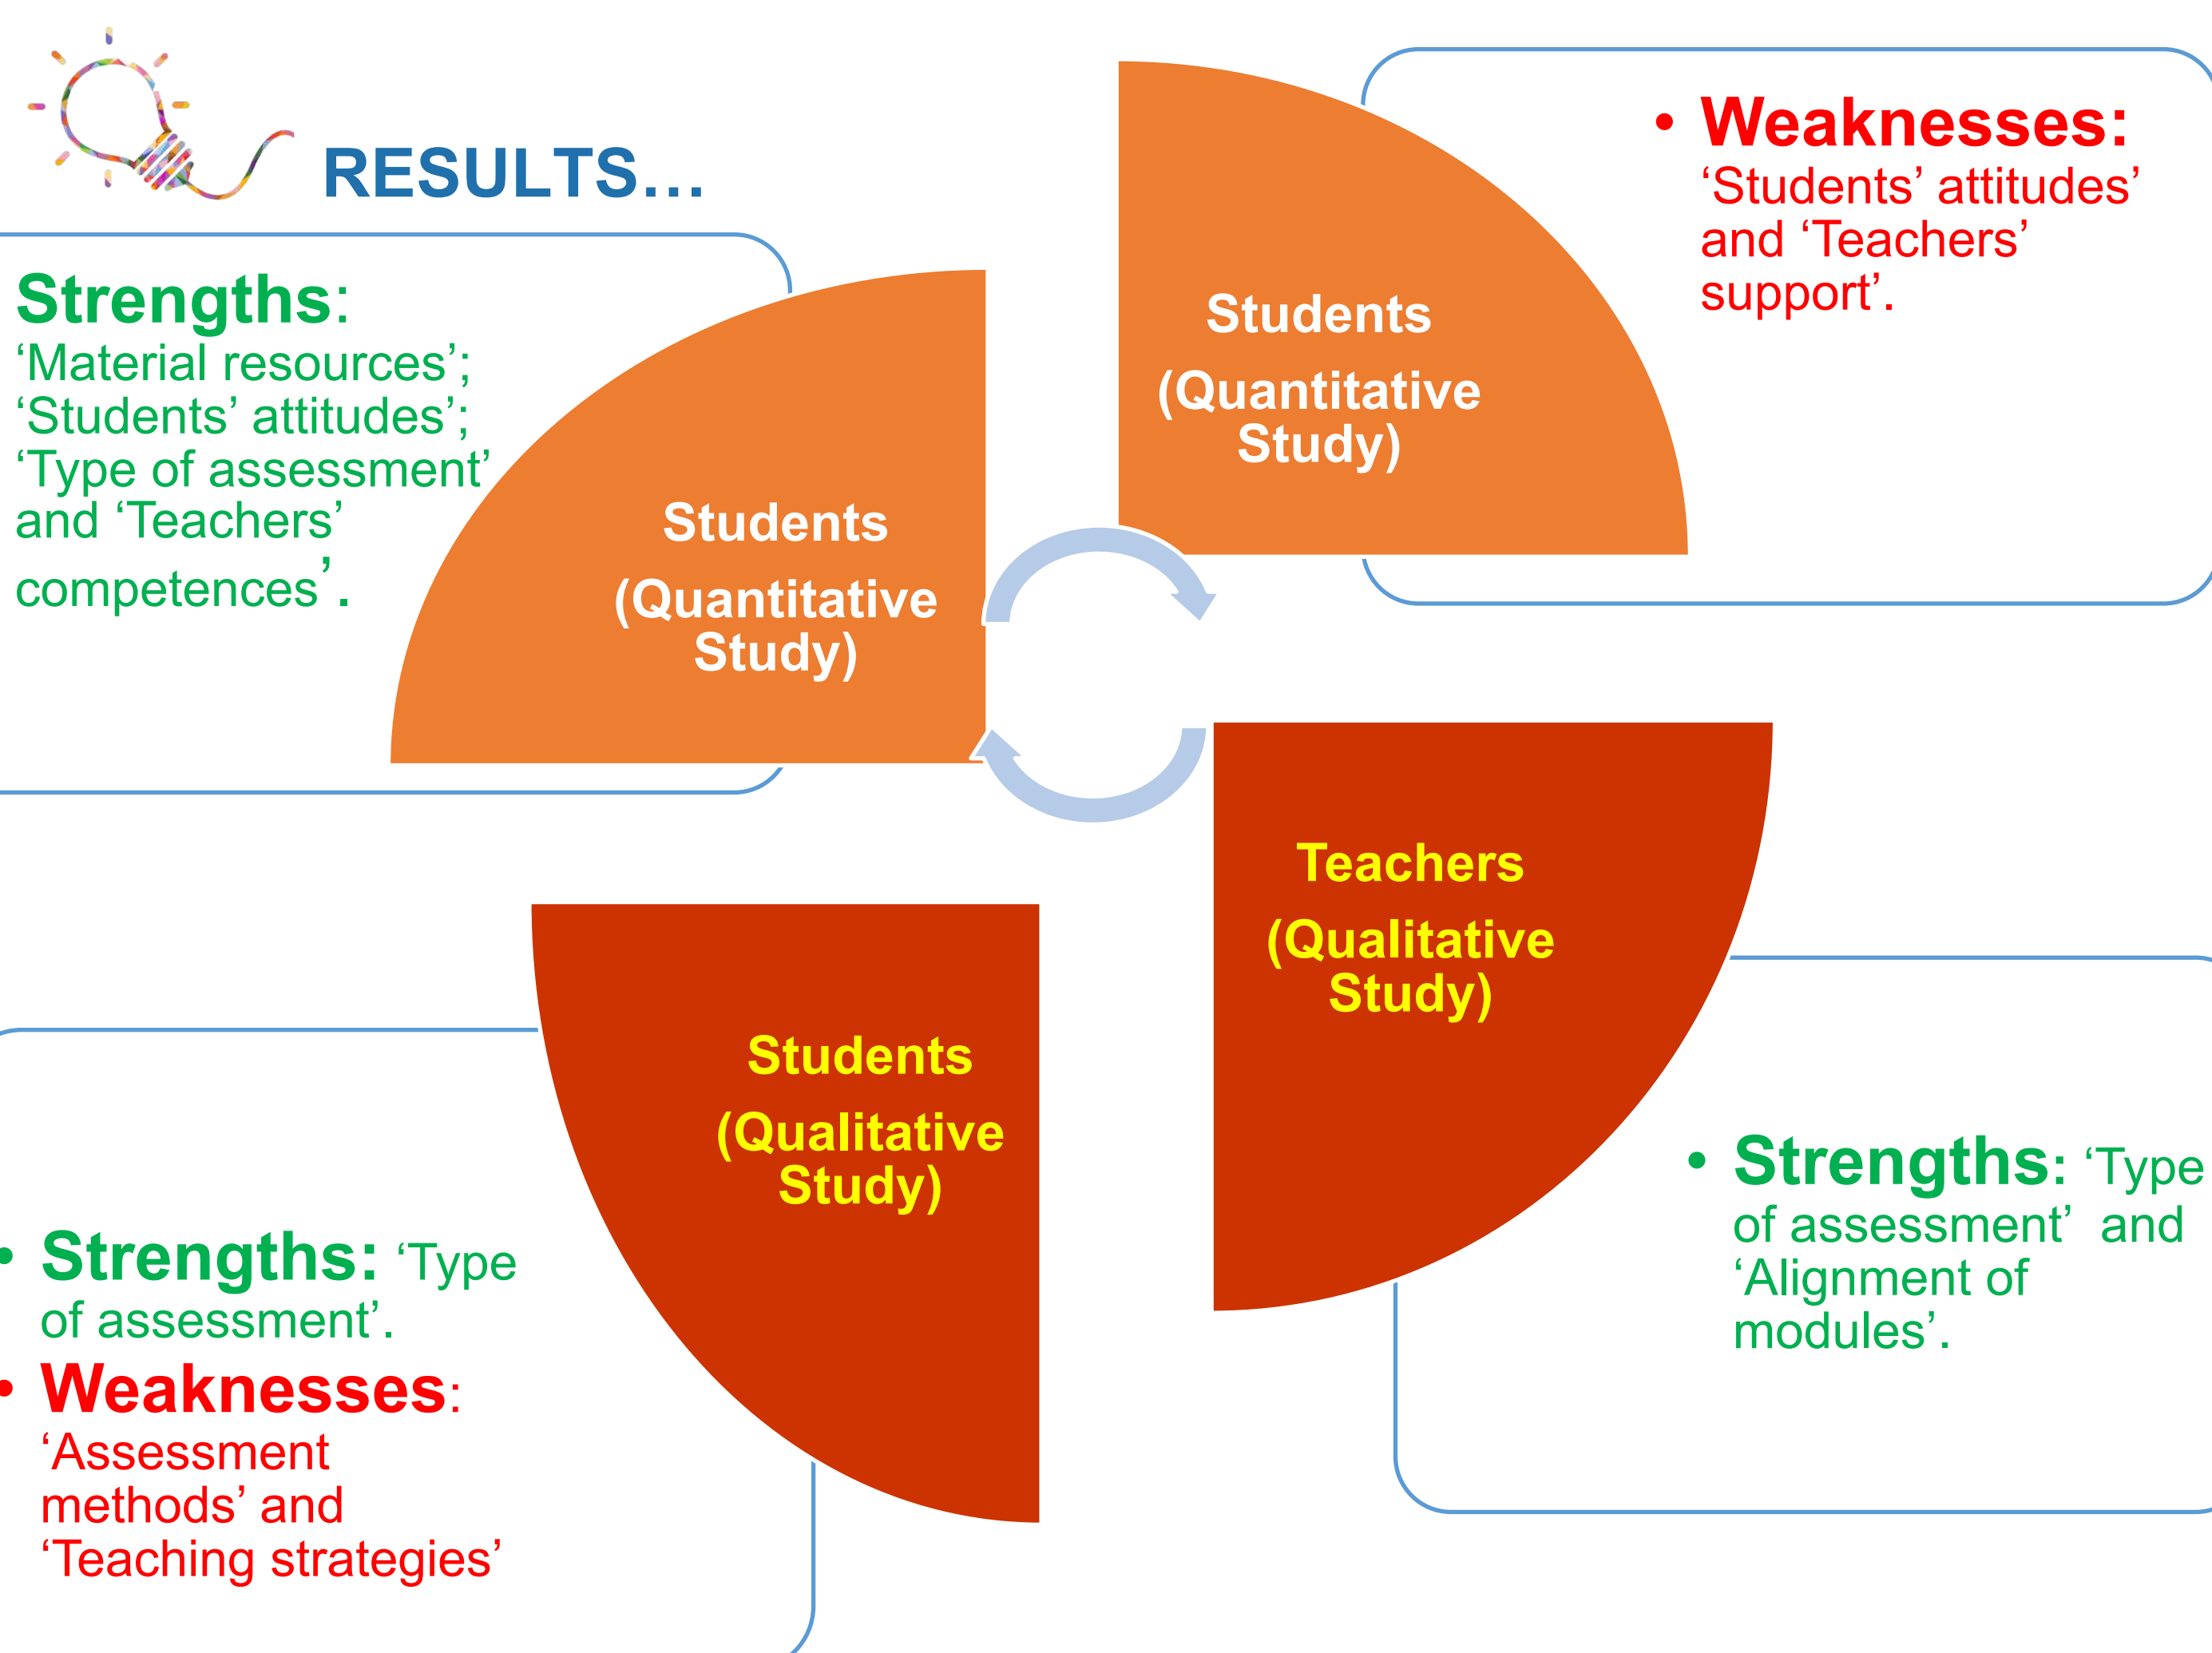 RESULTS…
Strengths:
‘Material resources’;
‘Students’ attitudes’;
‘Type of assessment’
and ‘Teachers’
competences’.
Students
(Quantitative
Study)
Students
(Quantitative
Study)
• Weaknesses:
‘Students’ attitudes’
and ‘Teachers’
support’.
Teachers
(Qualitative
Study)
• Strengths: ‘Type
of assessment’ and
‘Alignment of
modules’.
Students
(Qualitative
Study)
• Strengths: ‘Type
of assessment’.
• Weaknesses:
‘Assessment
methods’ and
‘Teaching strategies’